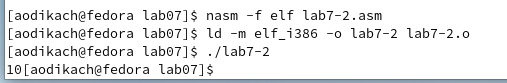 [aodikach@fedora lab07]$ nasm -f elf lab7-2.asm
[aodikach@fedora lab07]$ ld -m elf_i386 -o lab7-2 lab7-2.o
[aodikach@fedora lab07]$ ./lab7-2
10[aodikach@fedora lab07]$